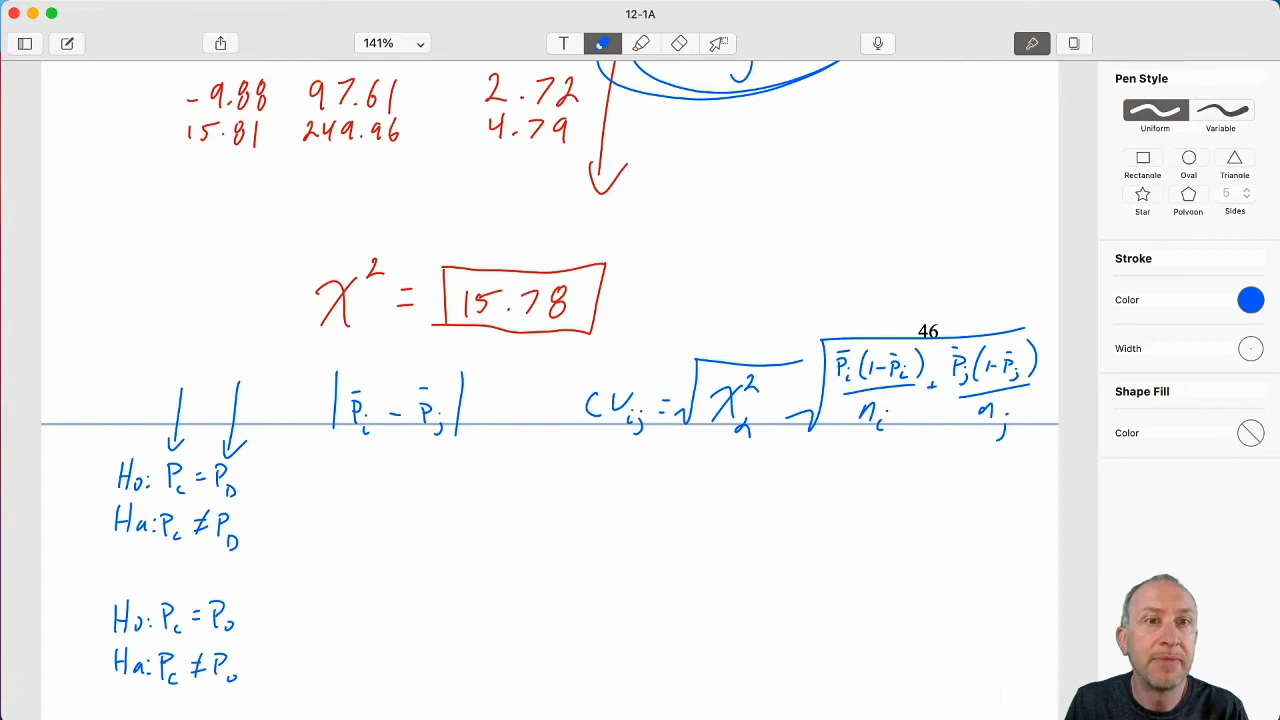 12-1A
141%
T
Pen Style
Uniform Variable
Rectangle Oval Triangle
Star Polygon 5 Sides
Stroke
Color
Width
Shape Fill
Color
-9.88 97.61 2.72
15.81 249.96 4.79
χ² = 15.78
46
|p̄i - p̄j| CVij = √χ²α √p̄i(1-p̄i)/ni + p̄j(1-p̄j)/nj
Ho: Pc = PD
Ha: Pc ≠ PD
Ho: Pc = Po
Ha: Pc ≠ Po